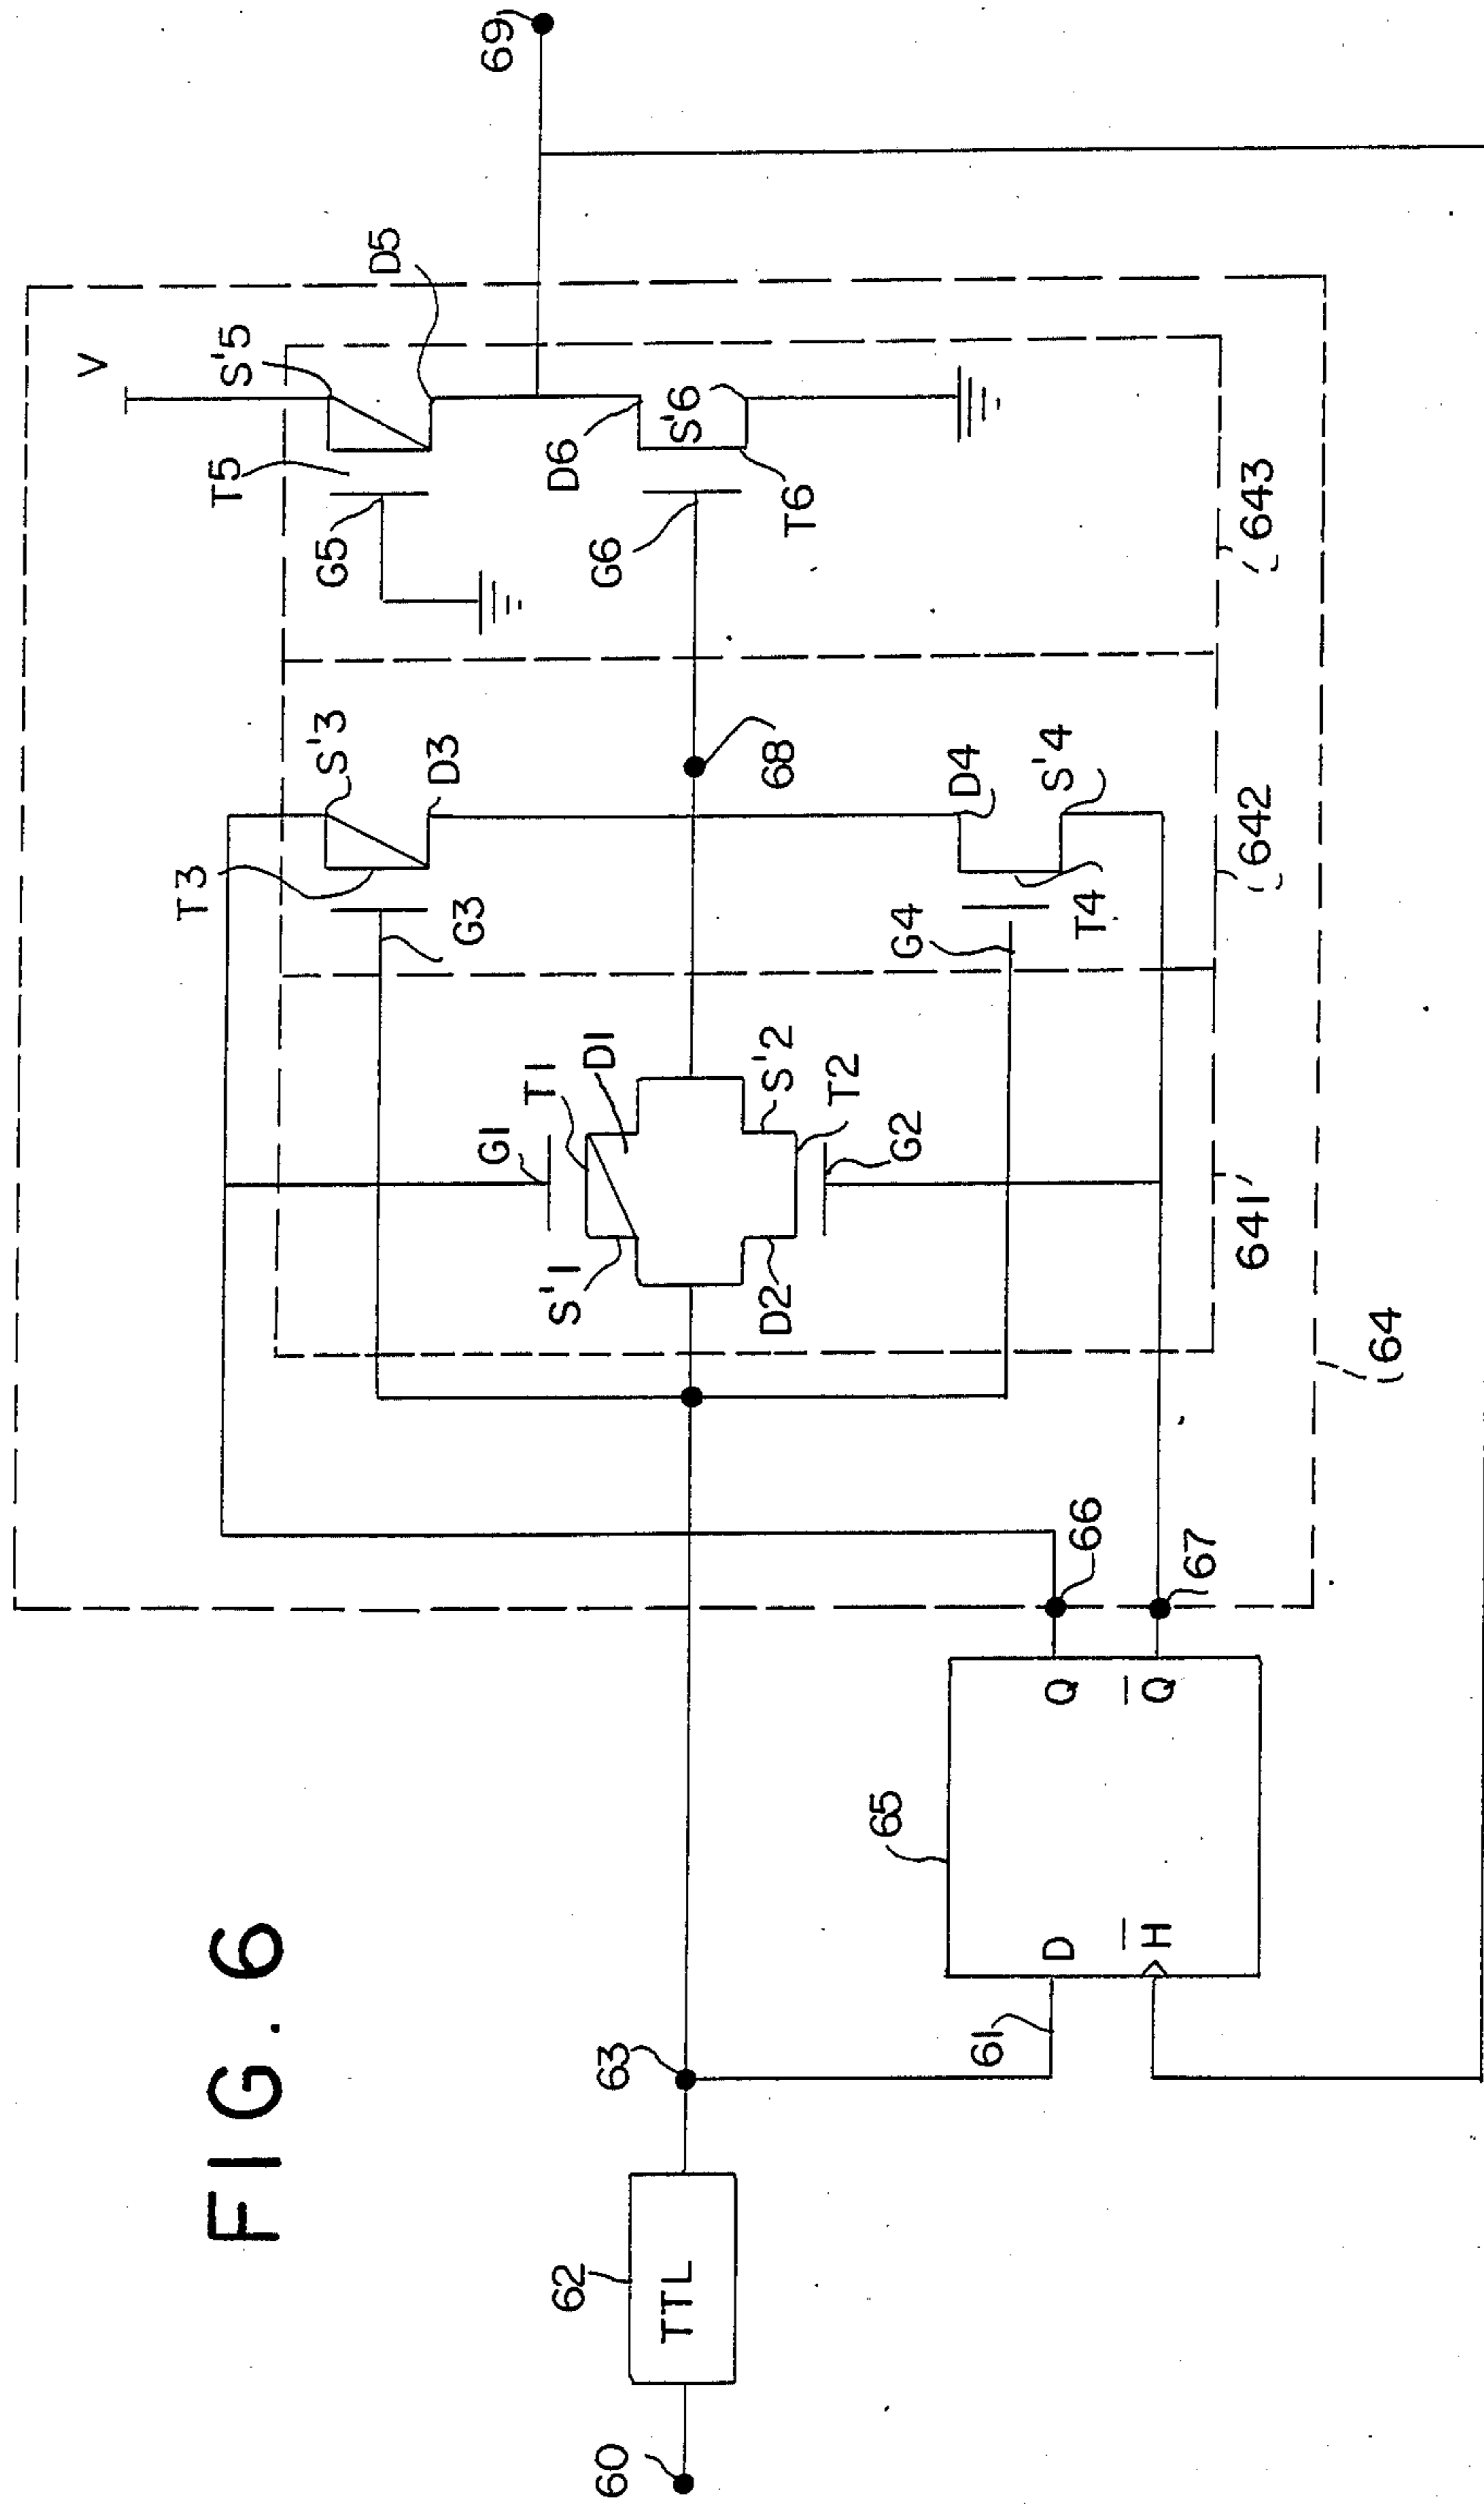 FIG. 6
60
62
TTL
63
61
65
D
H̅
Q
Q̅
66
67
64
641
642
643
S'1
D1
T1
G1
D2
S'2
T2
G2
T3
S'3
D3
G3
G4
D4
S'4
T4
68
V
T5
S'5
D5
G5
G6
D6
S'6
T6
69